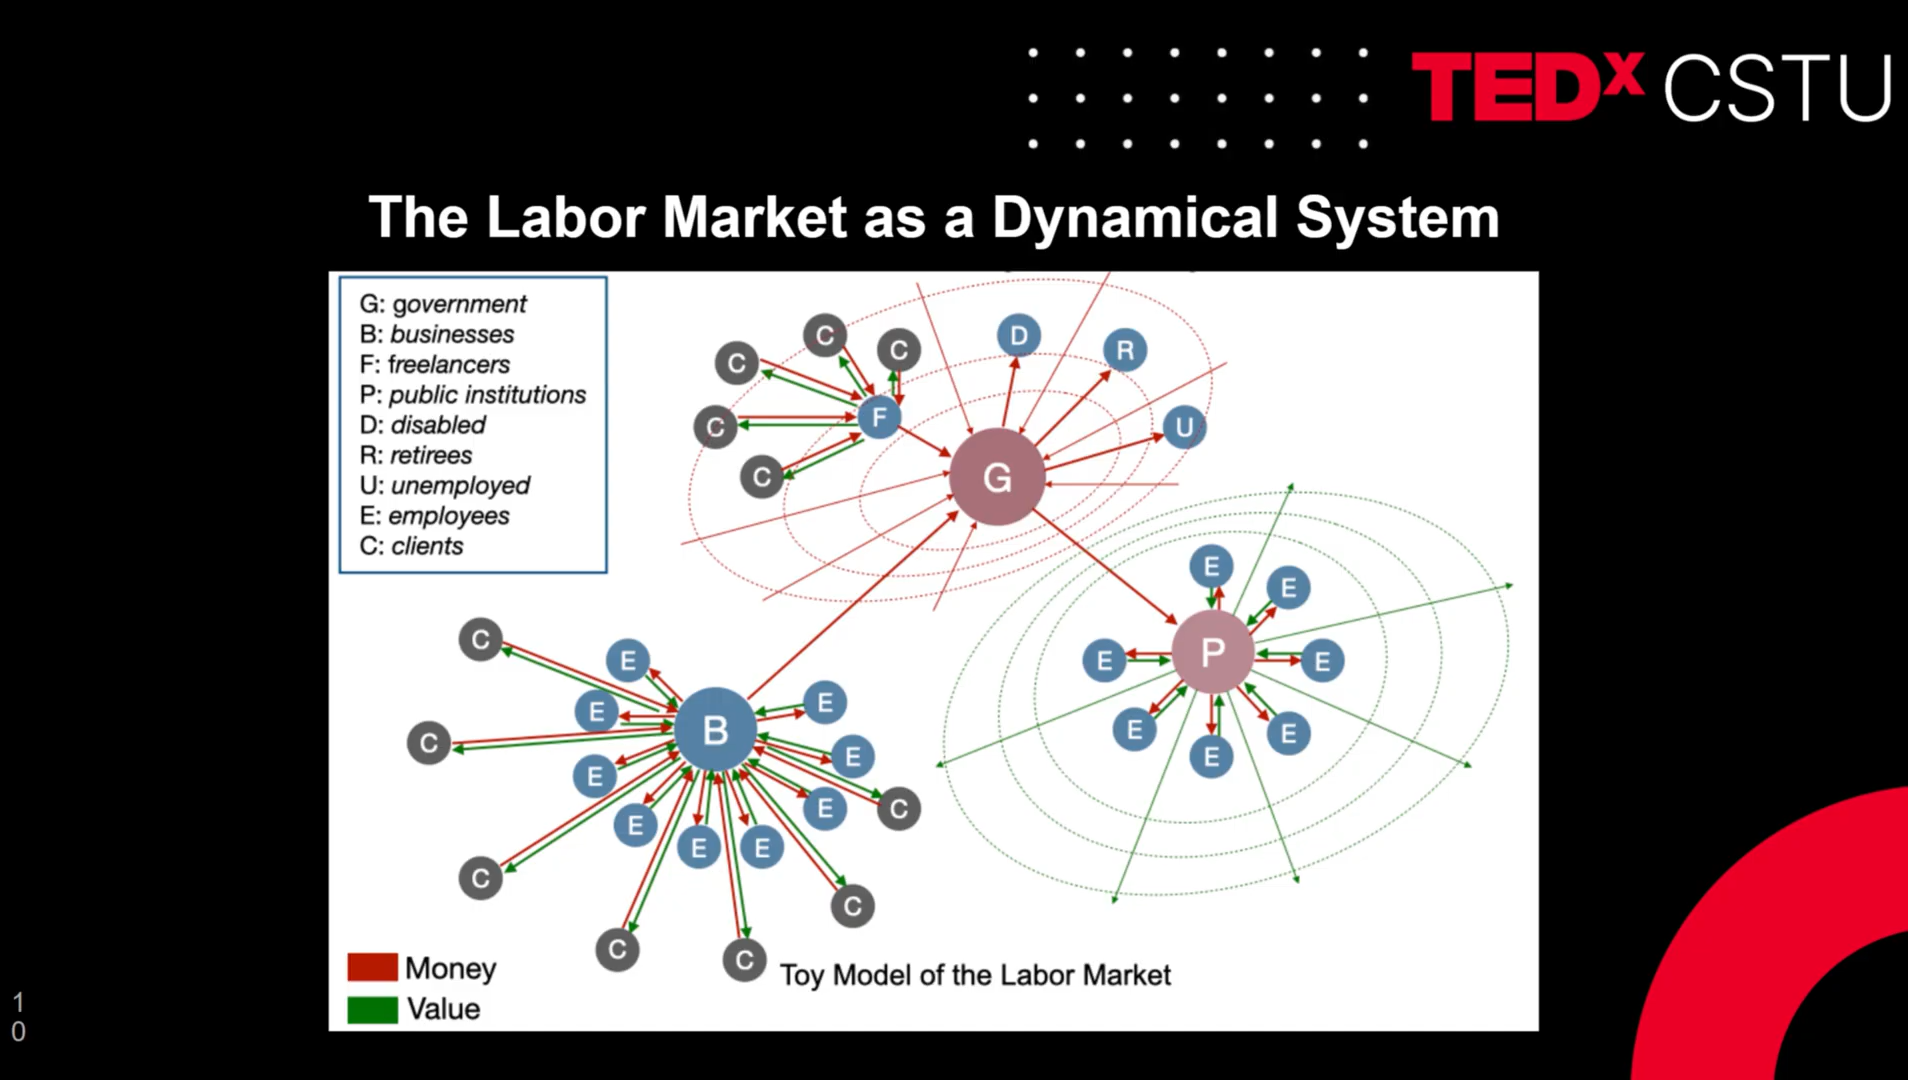 TEDx CSTU
The Labor Market as a Dynamical System
G: government
B: businesses
F: freelancers
P: public institutions
D: disabled
R: retirees
U: unemployed
E: employees
C: clients
C
C
C
D
R
C
F
U
C
G
E
E
C
E
P
E
E
E
E
B
E
C
E
E
E
E
C
E
E
E
E
C
C
C
C
Money
Toy Model of the Labor Market
Value
1
0